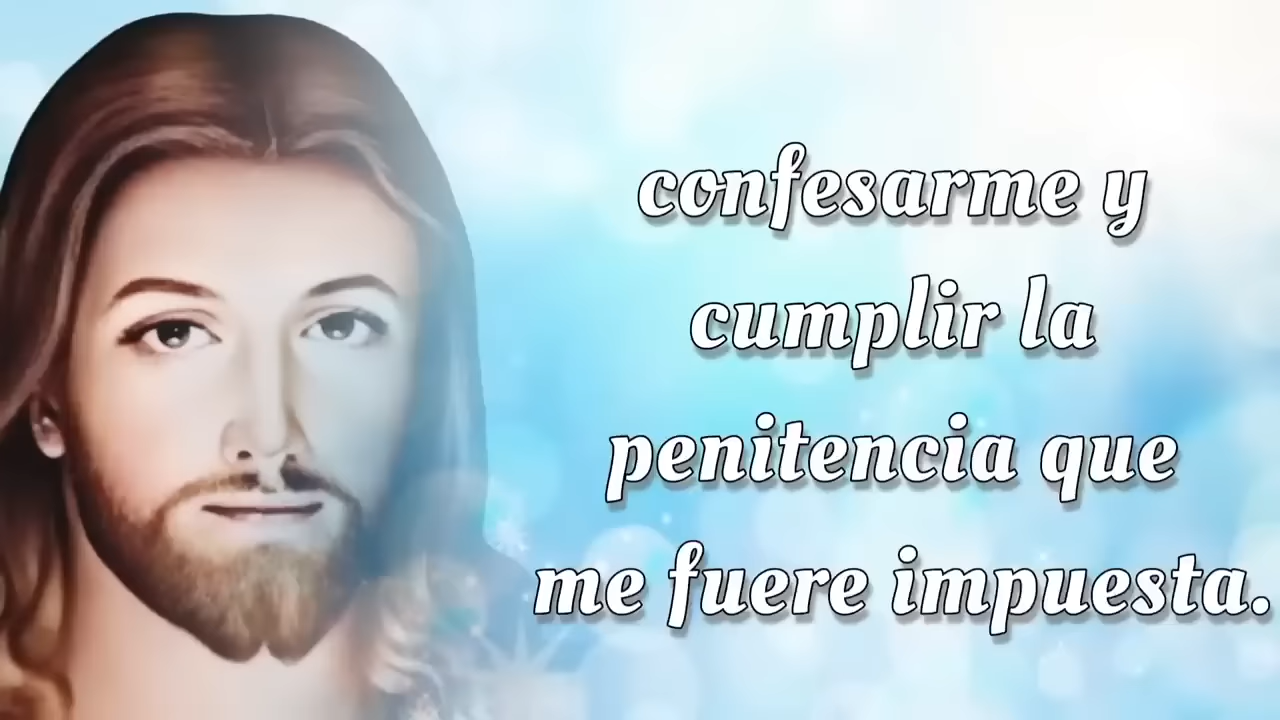 confesarme y
cumplir la
penitencia que
me fuere impuesta.